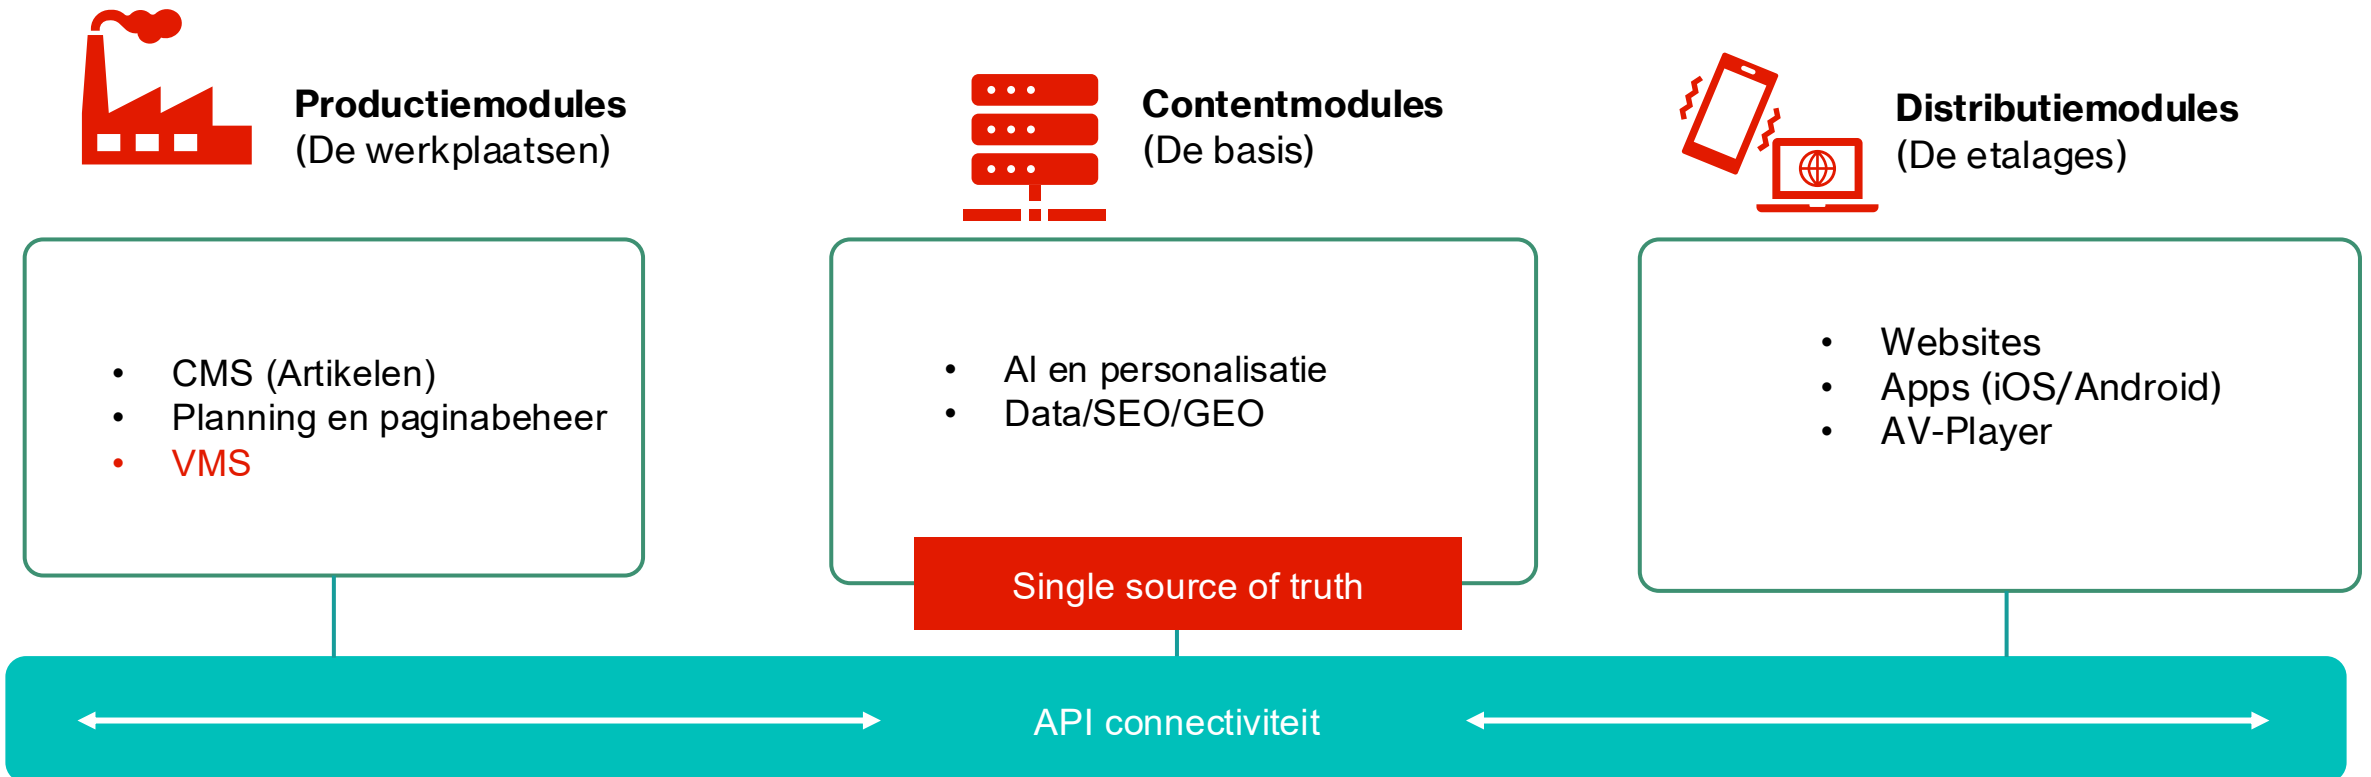 Productiemodules
(De werkplaatsen)
Contentmodules
(De basis)
Distributiemodules
(De etalages)
• CMS (Artikelen)
• Planning en paginabeheer
• VMS
• AI en personalisatie
• Data/SEO/GEO
Single source of truth
• Websites
• Apps (iOS/Android)
• AV-Player
API connectiviteit